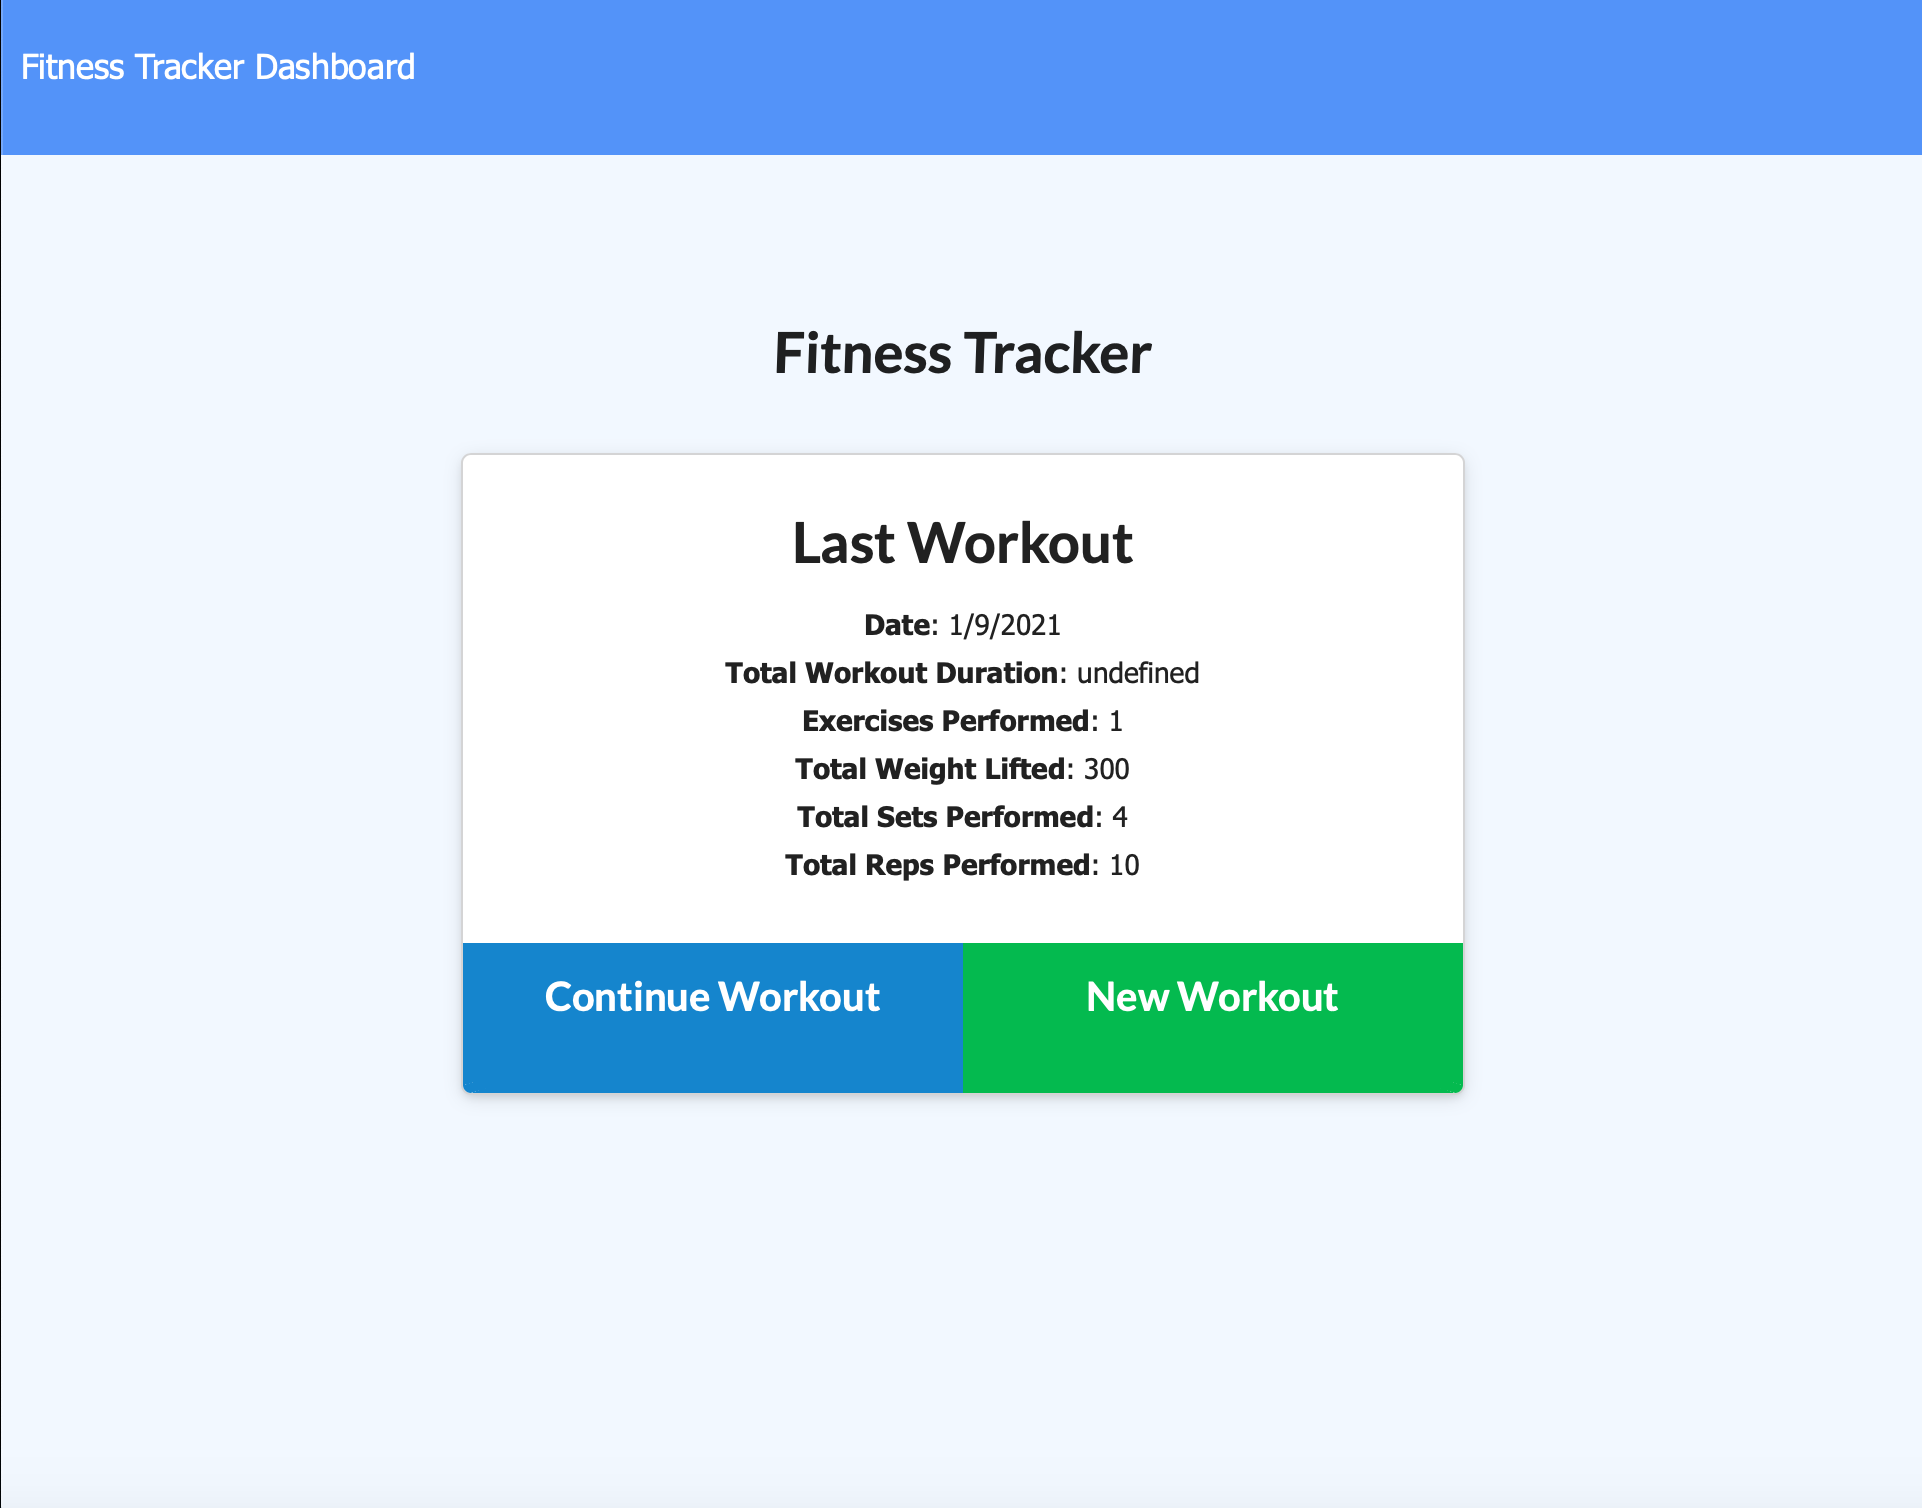 Fitness Tracker Dashboard
Fitness Tracker
Last Workout
Date: 1/9/2021
Total Workout Duration: undefined
Exercises Performed: 1
Total Weight Lifted: 300
Total Sets Performed: 4
Total Reps Performed: 10
Continue Workout
New Workout